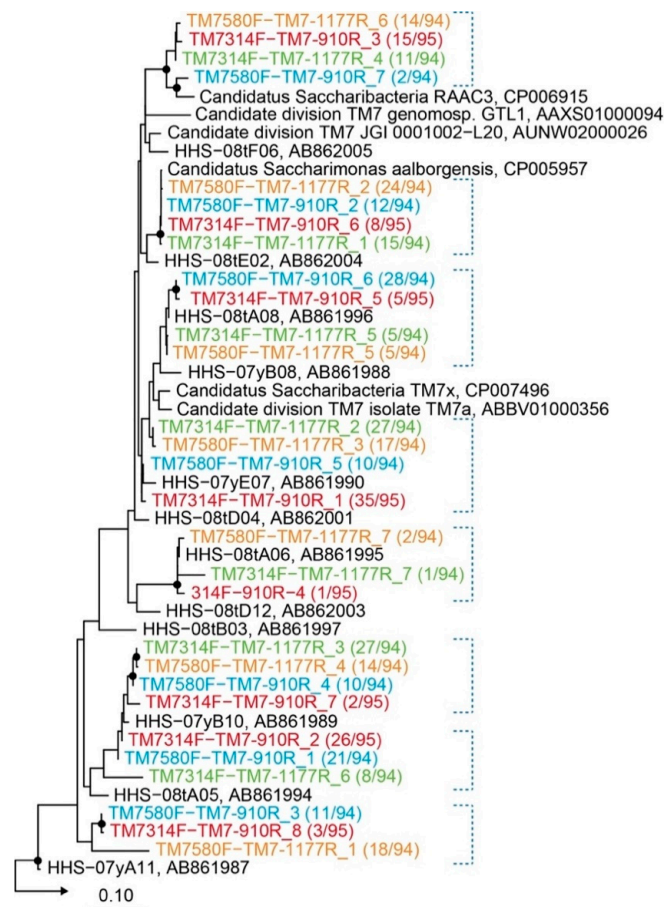 TM7580F−TM7-1177R_6 (14/94)
TM7314F−TM7-910R_3 (15/95)
TM7314F−TM7-1177R_4 (11/94)
TM7580F−TM7-910R_7 (2/94)
Candidatus Saccharibacteria RAAC3, CP006915
Candidate division TM7 genomosp. GTL1, AAXS01000094
Candidate division TM7 JGI 0001002−L20, AUNW02000026
HHS−08tF06, AB862005
Candidatus Saccharimonas aalborgensis, CP005957
TM7580F−TM7-1177R_2 (24/94)
TM7580F−TM7-910R_2 (12/94)
TM7314F−TM7-910R_6 (8/95)
TM7314F−TM7-1177R_1 (15/94)
HHS−08tE02, AB862004
TM7580F−TM7-910R_6 (28/94)
TM7314F−TM7-910R_5 (5/95)
HHS−08tA08, AB861996
TM7314F−TM7-1177R_5 (5/94)
TM7580F−TM7-1177R_5 (5/94)
HHS−07yB08, AB861988
Candidatus Saccharibacteria TM7x, CP007496
Candidate division TM7 isolate TM7a, ABBV01000356
TM7314F−TM7-1177R_2 (27/94)
TM7580F−TM7-1177R_3 (17/94)
TM7580F−TM7-910R_5 (10/94)
HHS−07yE07, AB861990
TM7314F−TM7-910R_1 (35/95)
HHS−08tD04, AB862001
TM7580F−TM7-1177R_7 (2/94)
HHS−08tA06, AB861995
TM7314F−TM7-1177R_7 (1/94)
314F−910R−4 (1/95)
HHS−08tD12, AB862003
HHS−08tB03, AB861997
TM7314F−TM7-1177R_3 (27/94)
TM7580F−TM7-1177R_4 (14/94)
TM7580F−TM7-910R_4 (10/94)
TM7314F−TM7-910R_7 (2/95)
HHS−07yB10, AB861989
TM7314F−TM7-910R_2 (26/95)
TM7580F−TM7-910R_1 (21/94)
TM7314F−TM7-1177R_6 (8/94)
HHS−08tA05, AB861994
TM7580F−TM7-910R_3 (11/94)
TM7314F−TM7-910R_8 (3/95)
TM7580F−TM7-1177R_1 (18/94)
HHS−07yA11, AB861987
0.10